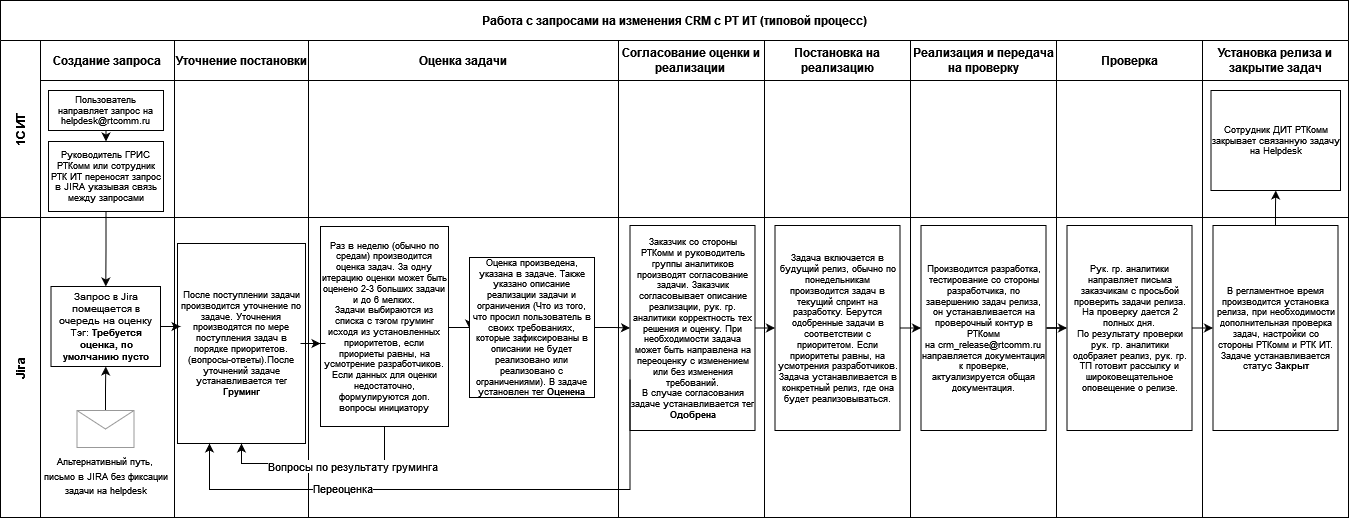 Работа с запросами на изменения CRM с РТ ИТ (типовой процесс)
Создание запроса
Уточнение постановки
Оценка задачи
Согласование оценки и
реализации
Постановка на
реализацию
Реализация и передача
на проверку
Проверка
Установка релиза и
закрытие задач
1С ИТ
Пользователь
направляет запрос на
helpdesk@rtcomm.ru
Руководитель ГРИС
РТКомм или сотрудник
РТК ИТ переносят запрос
в JIRA указывая связь
между запросами
Сотрудник ДИТ РТКомм
закрывает связанную задачу
на Helpdesk
Jira
Запрос в Jira
помещается в
очередь на оценку
Тэг: Требуется
оценка, по
умолчанию пусто
Альтернативный путь,
письмо в JIRA без фиксации
задачи на helpdesk
После поступлении задачи
производится уточнение по
задаче. Уточнения
производятся по мере
поступления задач в
порядке приоритетов.
(вопросы-ответы).После
уточнений задаче
устанавливается тег
Груминг
Раз в неделю (обычно по
средам) производится
оценка задач. За одну
итерацию оценки может быть
оценено 2-3 больших задачи
и до 6 мелких.
Задачи выбираются из
списка с тэгом груминг
исходя из установленных
приоритетов, если
приориеты равны, на
усмотрение разработчиков.
Если данных для оценки
недостаточно,
формулируются доп.
вопросы инициатору
Оценка произведена,
указана в задаче. Также
указано описание
реализации задачи и
ограничения (Что из того,
что просил пользователь в
своих требованиях,
которые зафиксированы в
описании не будет
реализовано или
реализовано с
ограничениями). В задаче
установлен тег Оценена
Заказчик со стороны
РТКомм и руководитель
группы аналитиков
производят согласование
задачи. Заказчик
согласовывает описание
реализации, рук. гр.
аналитики корректность тех
решения и оценку. При
необходимости задача
может быть направлена на
переоценку с изменением
или без изменения
требований.
В случае согласования
задаче устанавливается тег
Одобрена
Задача включается в
будущий релиз, обычно по
понедельникам
производится задач в
текущий спринт на
разработку. Берутся
одобренные задачи в
соответствии с
приоритетом. Если
приоритеты равны, на
усмотрения разработчиков.
Задача устанавливается в
конкретный релиз, где она
будет реализовываться.
Производится разработка,
тестирование со стороны
разработчика, по
завершению задач релиза,
он устанавливается на
проверочный контур в
РТКомм
на crm_release@rtcomm.ru
направляется документация
к проверке,
актуализируется общая
документация.
Рук. гр. аналитики
направляет письма
заказчикам с просьбой
проверить задачи релиза.
На проверку дается 2
полных дня.
По результату проверки
рук. гр. аналитики
одобряет реализ, рук. гр.
ТП готовит рассылку и
широковещательное
оповещение о релизе.
В регламентное время
производится установка
релиза, при необходимости
дополнительная проверка
задач, настройки со
стороны РТКомм и РТК ИТ.
Задаче устанавливается
статус Закрыт
Вопросы по результату груминга
Переоценка